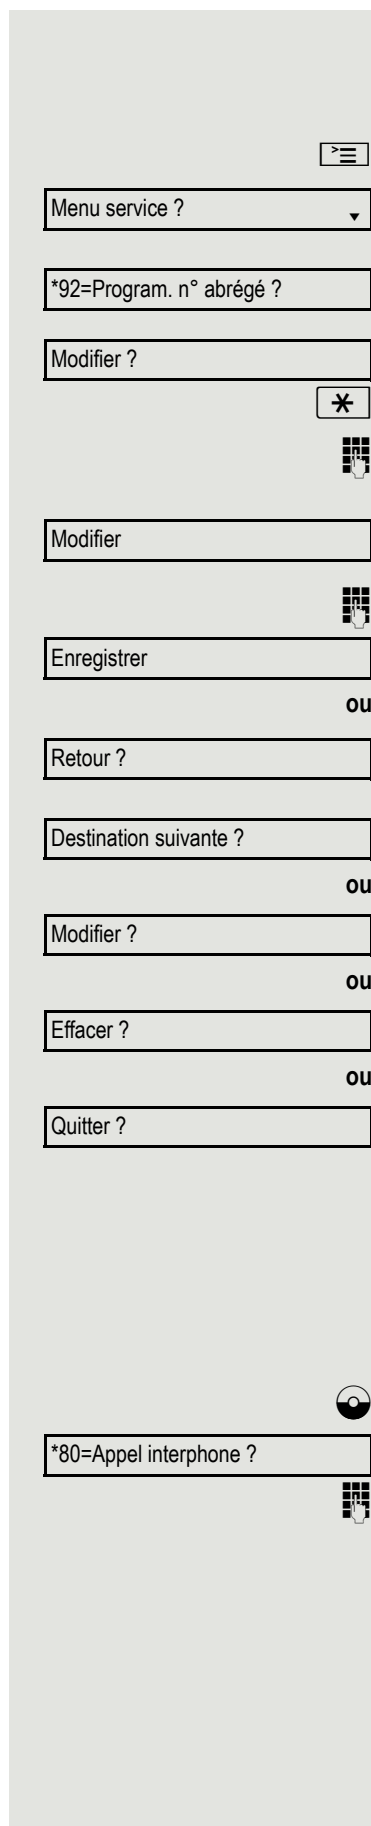 Menu service ?
*92=Program. n° abrégé ?
Modifier ?
Modifier
Enregistrer
ou
Retour ?
Destination suivante ?
ou
Modifier ?
ou
Effacer ?
ou
Quitter ?
*80=Appel interphone ?